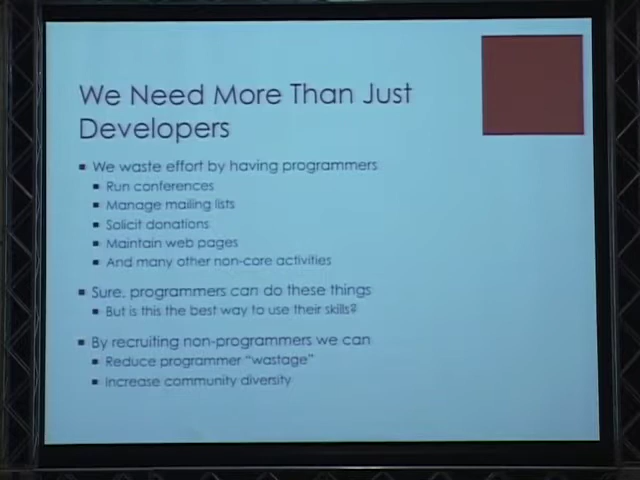 We Need More Than Just
Developers
We waste effort by having programmers
Run conferences
Manage mailing lists
Solicit donations
Maintain web pages
And many other non-core activities
Sure, programmers can do these things
But is this the best way to use their skills?
By recruiting non-programmers we can
Reduce programmer "wastage"
Increase community diversity